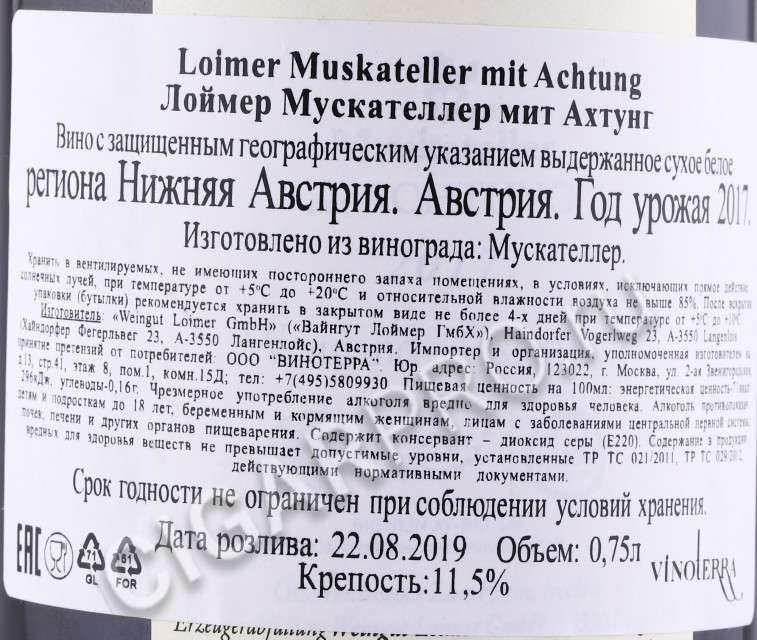 Loimer Muskateller mit Achtung
Лоймер Мускателлер мит Ахтунг
Вино с защищенным географическим указанием выдержанное сухое белое
региона Нижняя Австрия. Австрия. Год урожая 2017.
Изготовлено из винограда: Мускателлер.
Хранить в вентилируемых, не имеющих постороннего запаха помещениях, в условиях, исключающих прямое действие
солнечных лучей, при температуре от +5°С до +20°С и относительной влажности воздуха не выше 85%. После вскрытия
упаковки (бутылки) рекомендуется хранить в закрытом виде не более 4-х дней при температуре от +5°С до +10°С.
Изготовитель: «Weingut Loimer GmbH» («Вайнгут Лоймер ГмбХ»), Haindorfer Vogerlweg 23, A-3550 Langenlois
(Хайндорфер Фегерльвег 23, А-3550 Лангенлойс), Австрия. Импортер и организация, уполномоченная изготовителем на
принятие претензий от потребителей: ООО "ВИНОТЕРРА". Юр адрес: Россия, 123022, г. Москва, ул. 2-ая Звенигородская,
13, стр.41, этаж 8, пом.1, комн.15Д; тел: +7(495)5809930 Пищевая ценность на 100мл: энергетическая ценность-
296кДж, углеводы-0,16г. Чрезмерное употребление алкоголя вредно для здоровья человека. Алкоголь противопоказан
детям и подросткам до 18 лет, беременным и кормящим женщинам, лицам с заболеваниями центральной нервной системы,
почек, печени и других органов пищеварения. Содержит консервант – диоксид серы (Е220). Содержание в продукции
вредных для здоровья веществ не превышает допустимые уровни, установленные ТР ТС 021/2011, ТР ТС 029/2012
действующими нормативными документами.
Срок годности не ограничен при соблюдении условий хранения.
EAC 71 GL 81 FOR Дата розлива: 22.08.2019 Объем: 0,75л VINOTERRA
Крепость:11,5%
Erzeugerabfüllung Weingut
CIGARPRO.RU